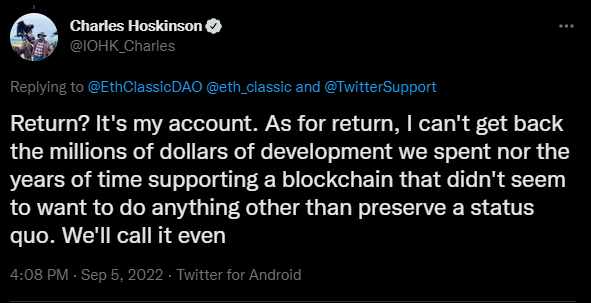 Charles Hoskinson
@IOHK_Charles
Replying to @EthClassicDAO @eth_classic and @TwitterSupport
Return? It's my account. As for return, I can't get back
the millions of dollars of development we spent nor the
years of time supporting a blockchain that didn't seem
to want to do anything other than preserve a status
quo. We'll call it even
4:08 PM · Sep 5, 2022 · Twitter for Android